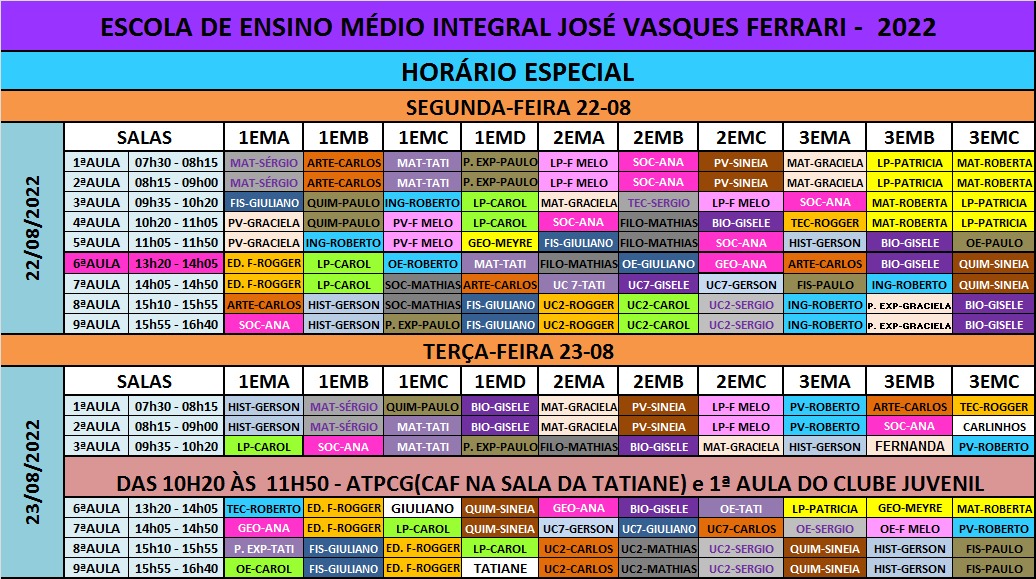 ESCOLA DE ENSINO MÉDIO INTEGRAL JOSÉ VASQUES FERRARI - 2022
HORÁRIO ESPECIAL
SEGUNDA-FEIRA 22-08
22/08/2022
SALAS 1EMA 1EMB 1EMC 1EMD 2EMA 2EMB 2EMC 3EMA 3EMB 3EMC
1ªAULA 07h30 - 08h15 MAT-SÉRGIO ARTE-CARLOS MAT-TATI P. EXP-PAULO LP-F MELO SOC-ANA PV-SINEIA MAT-GRACIELA LP-PATRICIA MAT-ROBERTA
2ªAULA 08h15 - 09h00 MAT-SÉRGIO ARTE-CARLOS MAT-TATI P. EXP-PAULO LP-F MELO SOC-ANA PV-SINEIA MAT-GRACIELA LP-PATRICIA MAT-ROBERTA
3ªAULA 09h35 - 10h20 FIS-GIULIANO QUIM-PAULO ING-ROBERTO LP-CAROL MAT-GRACIELA TEC-SERGIO LP-F MELO SOC-ANA MAT-ROBERTA LP-PATRICIA
4ªAULA 10h20 - 11h05 PV-GRACIELA QUIM-PAULO PV-F MELO LP-CAROL SOC-ANA FILO-MATHIAS BIO-GISELE TEC-ROGGER MAT-ROBERTA LP-PATRICIA
5ªAULA 11h05 - 11h50 PV-GRACIELA ING-ROBERTO PV-F MELO GEO-MEYRE FIS-GIULIANO FILO-MATHIAS SOC-ANA HIST-GERSON BIO-GISELE OE-PAULO
6ªAULA 13h20 - 14h05 ED. F-ROGGER LP-CAROL OE-ROBERTO MAT-TATI FILO-MATHIAS OE-GIULIANO GEO-ANA ARTE-CARLOS BIO-GISELE QUIM-SINEIA
7ªAULA 14h05 - 14h50 ED. F-ROGGER LP-CAROL SOC-MATHIAS ARTE-CARLOS UC 7-TATI UC7-GISELE UC7-GERSON FIS-PAULO ING-ROBERTO QUIM-SINEIA
8ªAULA 15h10 - 15h55 ARTE-CARLOS HIST-GERSON SOC-MATHIAS FIS-GIULIANO UC2-ROGGER UC2-CAROL UC2-SERGIO ING-ROBERTO P. EXP-GRACIELA BIO-GISELE
9ªAULA 15h55 - 16h40 SOC-ANA HIST-GERSON P. EXP-PAULO FIS-GIULIANO UC2-ROGGER UC2-CAROL UC2-SERGIO ING-ROBERTO P. EXP-GRACIELA BIO-GISELE
TERÇA-FEIRA 23-08
23/08/2022
SALAS 1EMA 1EMB 1EMC 1EMD 2EMA 2EMB 2EMC 3EMA 3EMB 3EMC
1ªAULA 07h30 - 08h15 HIST-GERSON MAT-SÉRGIO QUIM-PAULO BIO-GISELE MAT-GRACIELA PV-SINEIA LP-F MELO PV-ROBERTO ARTE-CARLOS TEC-ROGGER
2ªAULA 08h15 - 09h00 HIST-GERSON MAT-SÉRGIO MAT-TATI BIO-GISELE MAT-GRACIELA PV-SINEIA LP-F MELO PV-ROBERTO SOC-ANA CARLINHOS
3ªAULA 09h35 - 10h20 LP-CAROL SOC-ANA MAT-TATI P. EXP-PAULO FILO-MATHIAS BIO-GISELE MAT-GRACIELA HIST-GERSON FERNANDA PV-ROBERTO
DAS 10H20 ÀS 11H50 - ATPCG(CAF NA SALA DA TATIANE) e 1ª AULA DO CLUBE JUVENIL
6ªAULA 13h20 - 14h05 TEC-ROBERTO ED. F-ROGGER GIULIANO QUIM-SINEIA GEO-ANA BIO-GISELE OE-TATI LP-PATRICIA GEO-MEYRE MAT-ROBERTA
7ªAULA 14h05 - 14h50 GEO-ANA ED. F-ROGGER LP-CAROL QUIM-SINEIA UC7-GERSON UC7-GIULIANO UC7-CARLOS OE-SERGIO OE-F MELO PV-ROBERTO
8ªAULA 15h10 - 15h55 P. EXP-TATI FIS-GIULIANO ED. F-ROGGER LP-CAROL UC2-CARLOS UC2-MATHIAS UC2-SERGIO QUIM-SINEIA HIST-GERSON FIS-PAULO
9ªAULA 15h55 - 16h40 OE-CAROL FIS-GIULIANO ED. F-ROGGER TATIANE UC2-CARLOS UC2-MATHIAS UC2-SERGIO QUIM-SINEIA HIST-GERSON FIS-PAULO